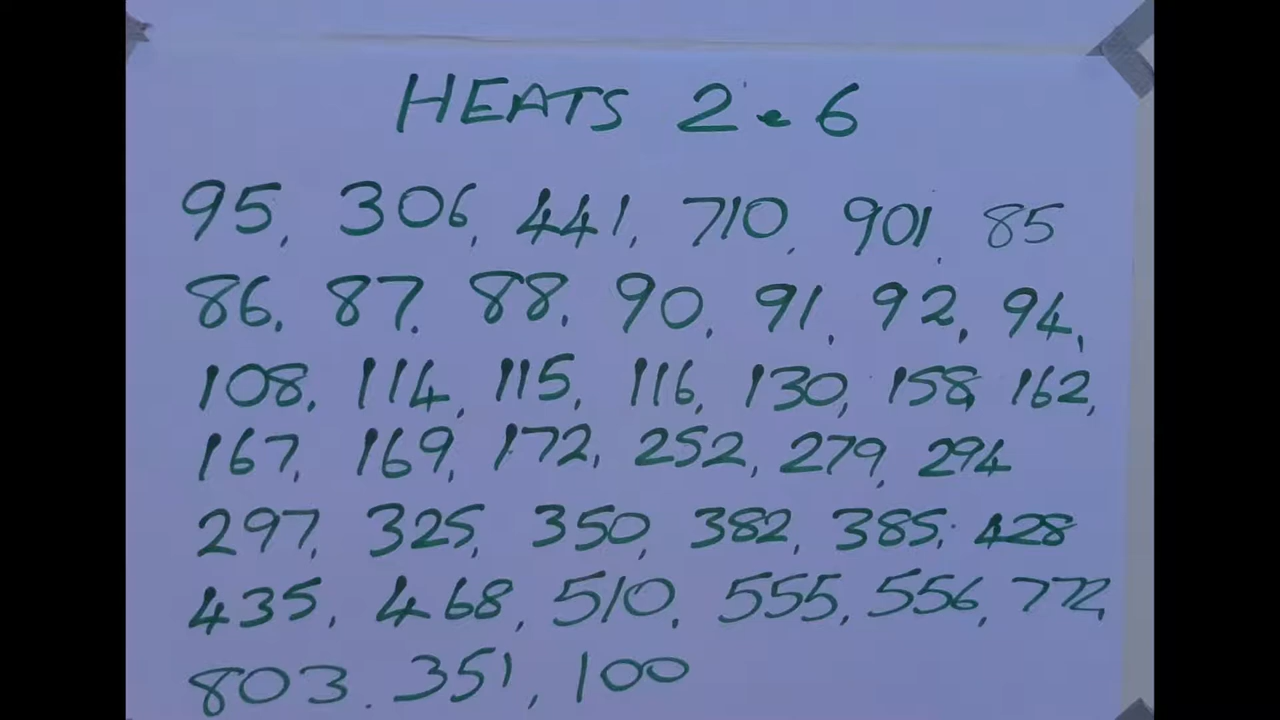 HEATS 2 • 6
95, 306, 441, 710, 901, 85
86, 87, 88, 90, 91, 92, 94,
108, 114, 115, 116, 130, 158, 162,
167, 169, 172, 252, 279, 294
297, 325, 350, 382, 385, 428
435, 468, 510, 555, 556, 772,
803, 351, 100